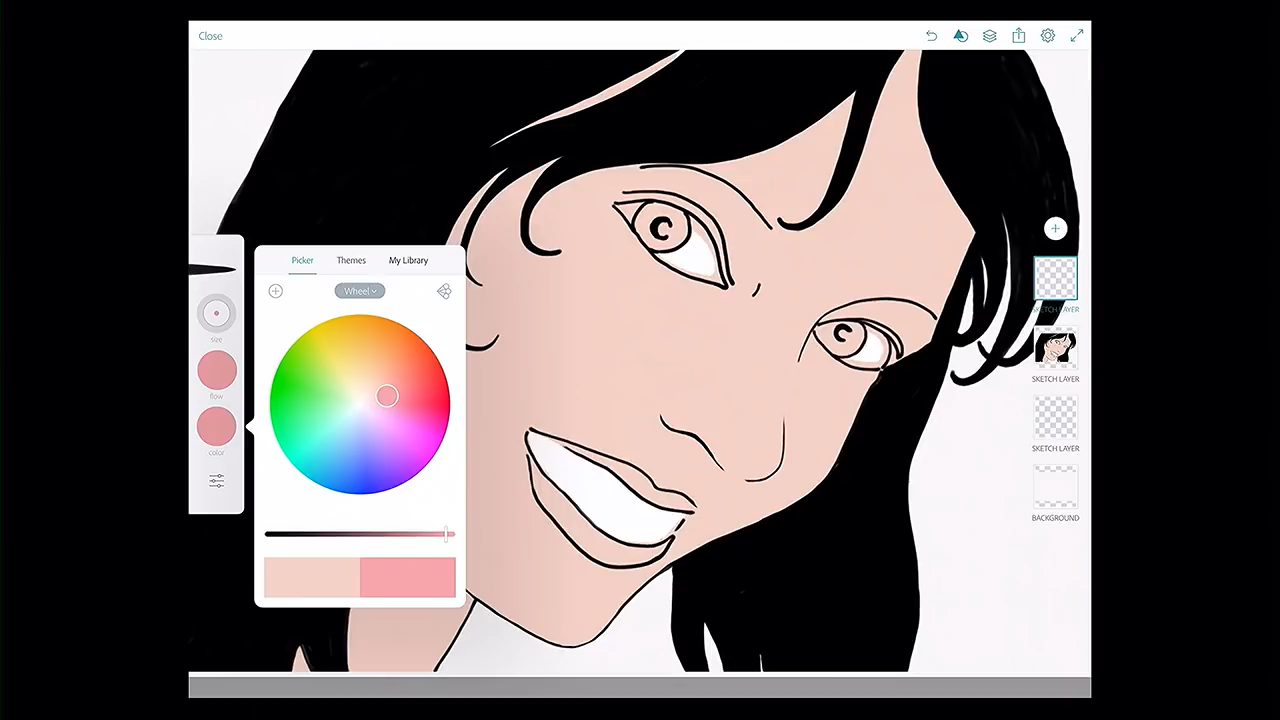 Close
Picker Themes My Library
Wheel
size
flow
color
SKETCH LAYER
SKETCH LAYER
SKETCH LAYER
BACKGROUND